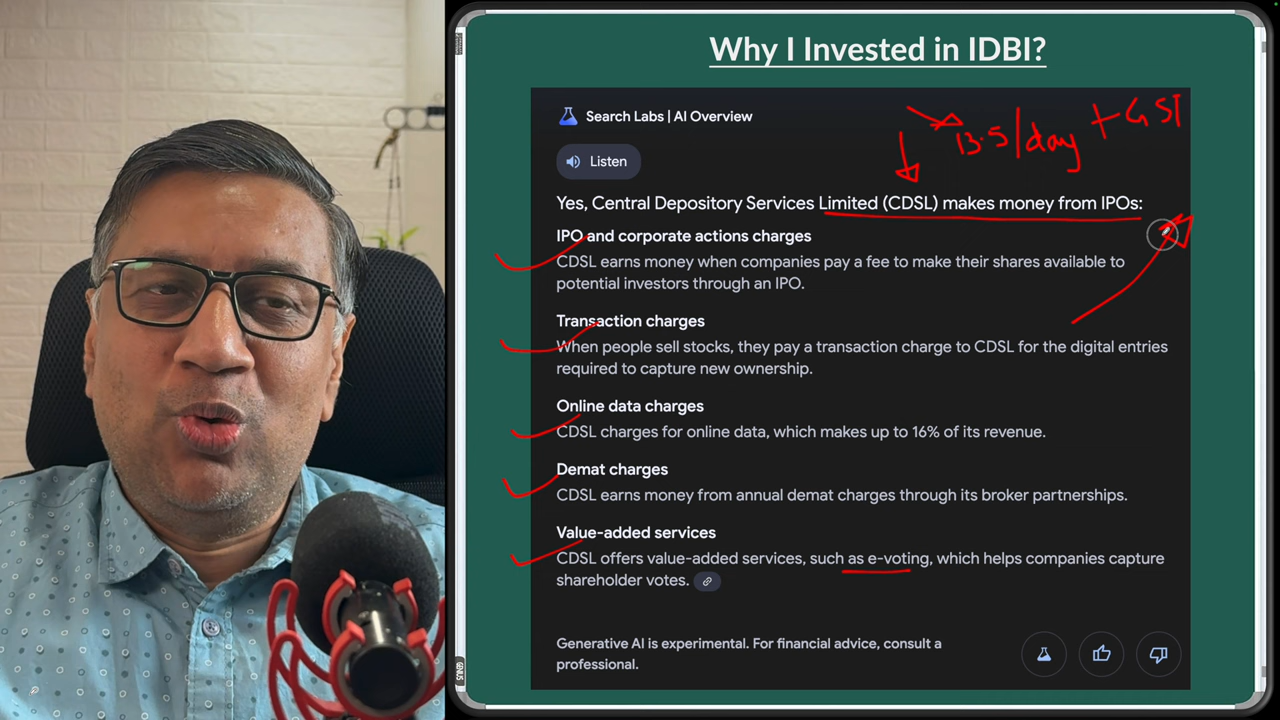 Why I Invested in IDBI?
Search Labs | AI Overview
13.5/day + GST
Listen
Yes, Central Depository Services Limited (CDSL) makes money from IPOs:
IPO and corporate actions charges
CDSL earns money when companies pay a fee to make their shares available to
potential investors through an IPO.
Transaction charges
When people sell stocks, they pay a transaction charge to CDSL for the digital entries
required to capture new ownership.
Online data charges
CDSL charges for online data, which makes up to 16% of its revenue.
Demat charges
CDSL earns money from annual demat charges through its broker partnerships.
Value-added services
CDSL offers value-added services, such as e-voting, which helps companies capture
shareholder votes.
Generative AI is experimental. For financial advice, consult a
professional.